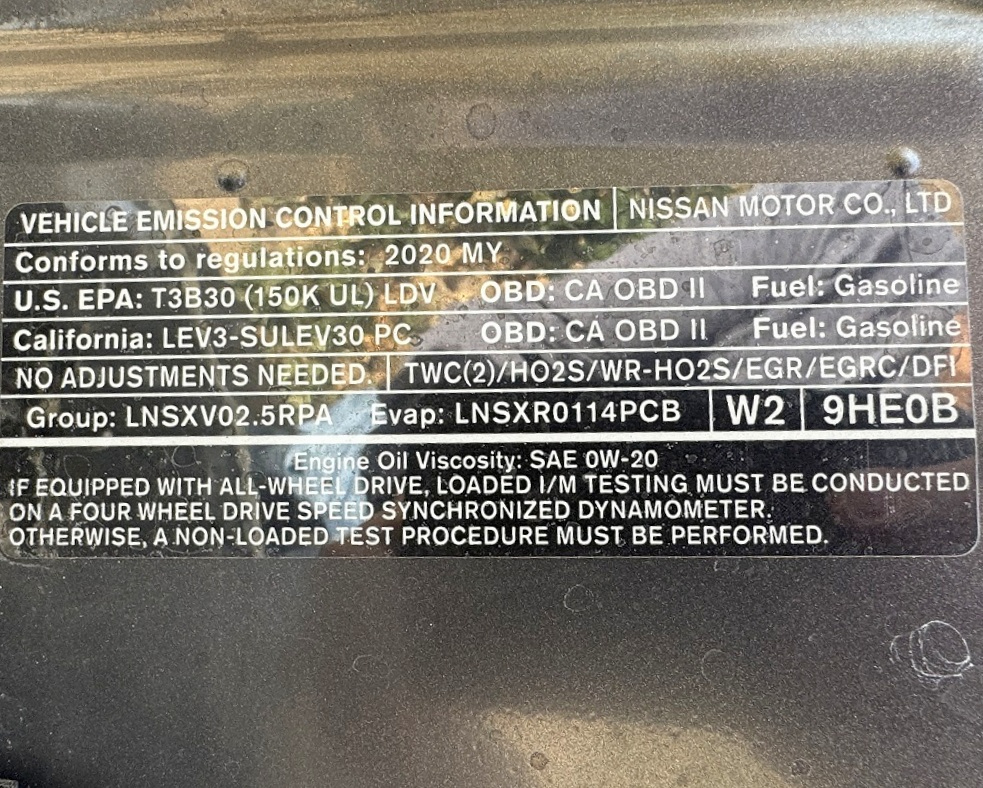 VEHICLE EMISSION CONTROL INFORMATION NISSAN MOTOR CO., LTD
Conforms to regulations: 2020 MY
U.S. EPA: T3B30 (150K UL) LDV OBD: CA OBD II Fuel: Gasoline
California: LEV3-SULEV30 PC OBD: CA OBD II Fuel: Gasoline
NO ADJUSTMENTS NEEDED. TWC(2)/HO2S/WR-HO2S/EGR/EGRC/DFI
Group: LNSXV02.5RPA Evap: LNSXR0114PCB W2 9HE0B
Engine Oil Viscosity: SAE 0W-20
IF EQUIPPED WITH ALL-WHEEL DRIVE, LOADED I/M TESTING MUST BE CONDUCTED
ON A FOUR WHEEL DRIVE SPEED SYNCHRONIZED DYNAMOMETER.
OTHERWISE, A NON-LOADED TEST PROCEDURE MUST BE PERFORMED.